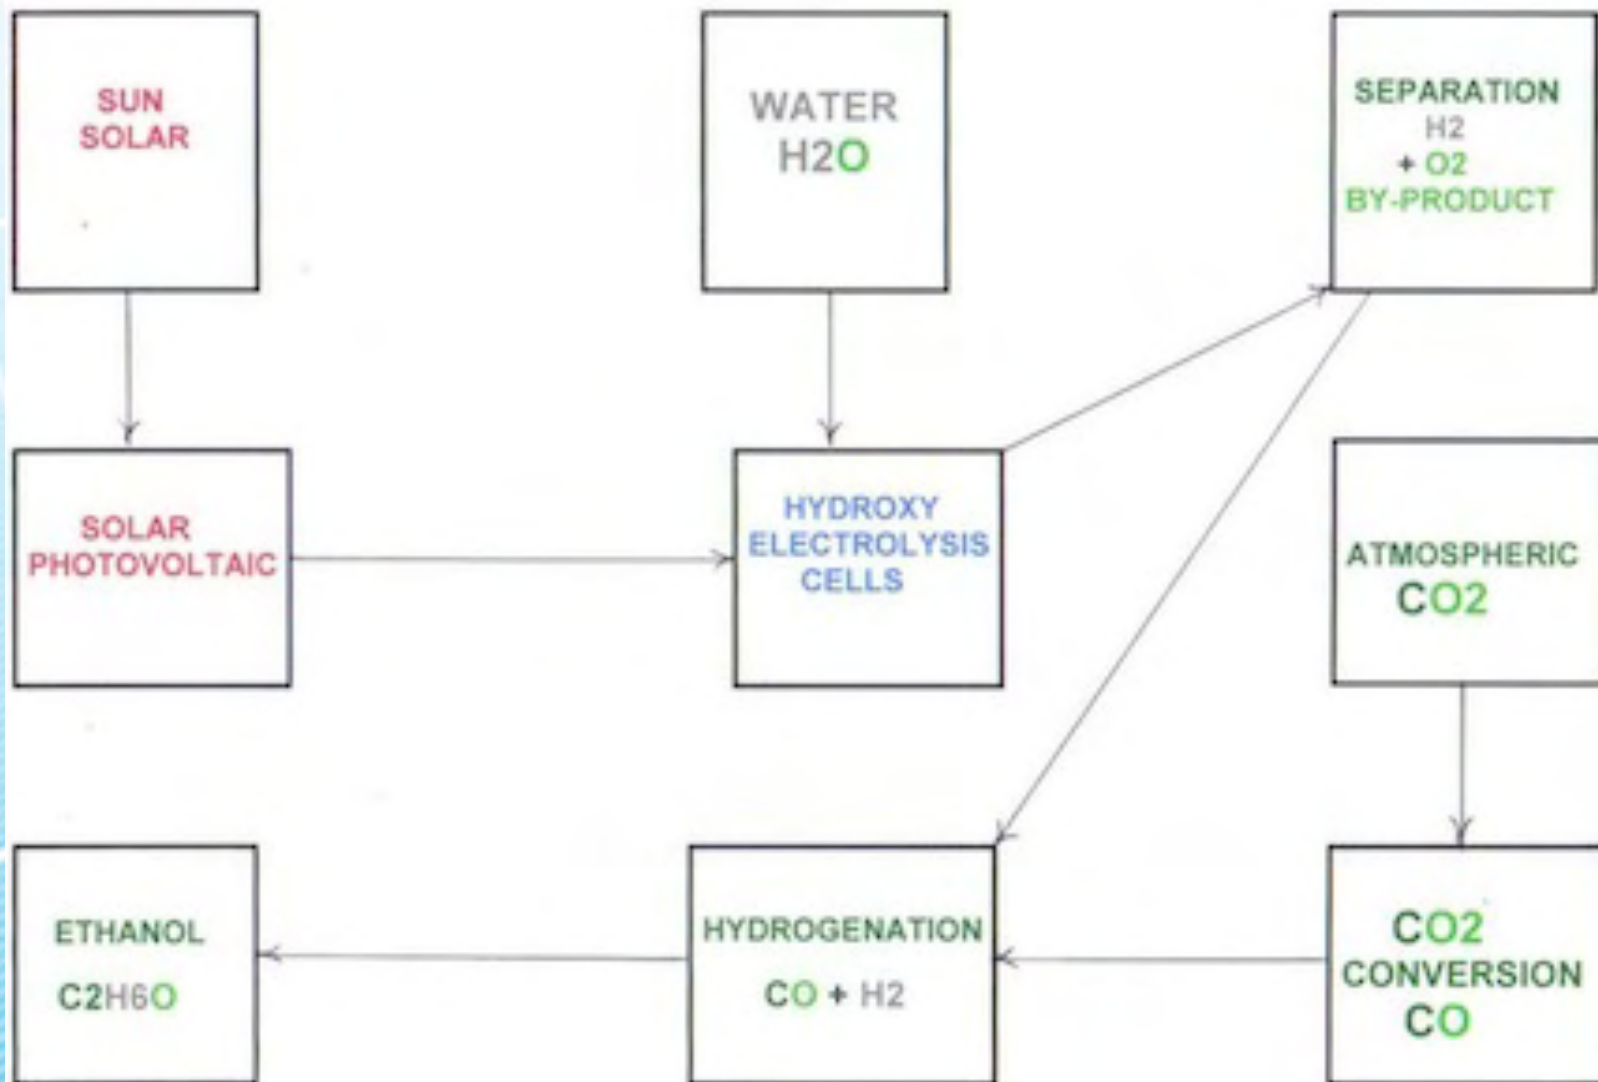 SUN
SOLAR
WATER
H2O
SEPARATION
H2
+ O2
BY-PRODUCT
SOLAR
PHOTOVOLTAIC
HYDROXY
ELECTROLYSIS
CELLS
ATMOSPHERIC
CO2
ETHANOL
C2H6O
HYDROGENATION
CO + H2
CO2
CONVERSION
CO